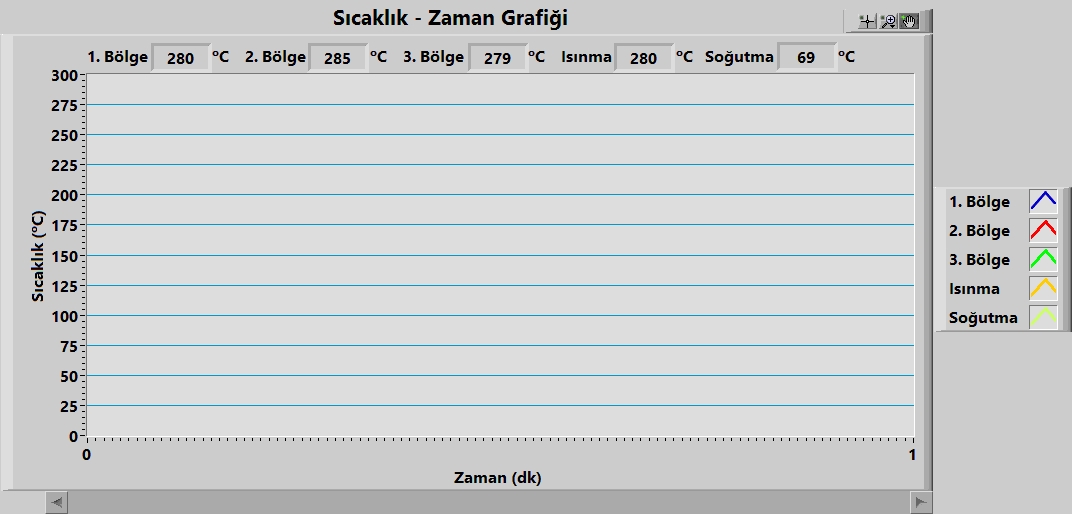 Sıcaklık - Zaman Grafiği
1. Bölge 280 °C 2. Bölge 285 °C 3. Bölge 279 °C Isınma 280 °C Soğutma 69 °C
300
275
250
225
200
175
150
125
100
75
50
25
0
Sıcaklık (°C)
0 1
Zaman (dk)
1. Bölge
2. Bölge
3. Bölge
Isınma
Soğutma